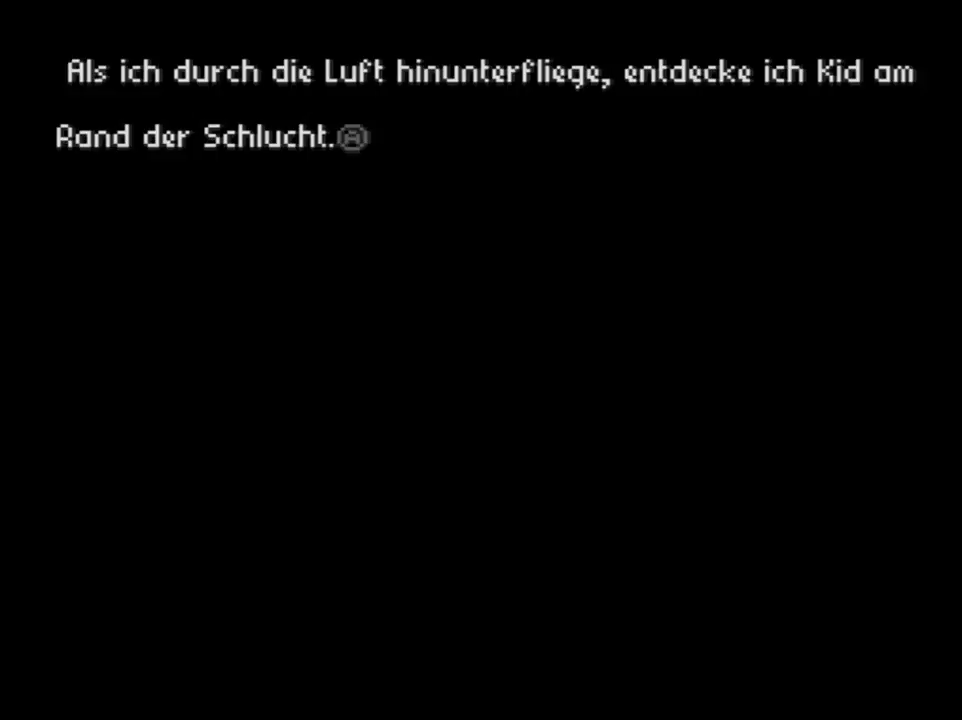 Als ich durch die Luft hinunterfliege, entdecke ich Kid am
Rand der Schlucht.Ⓐ